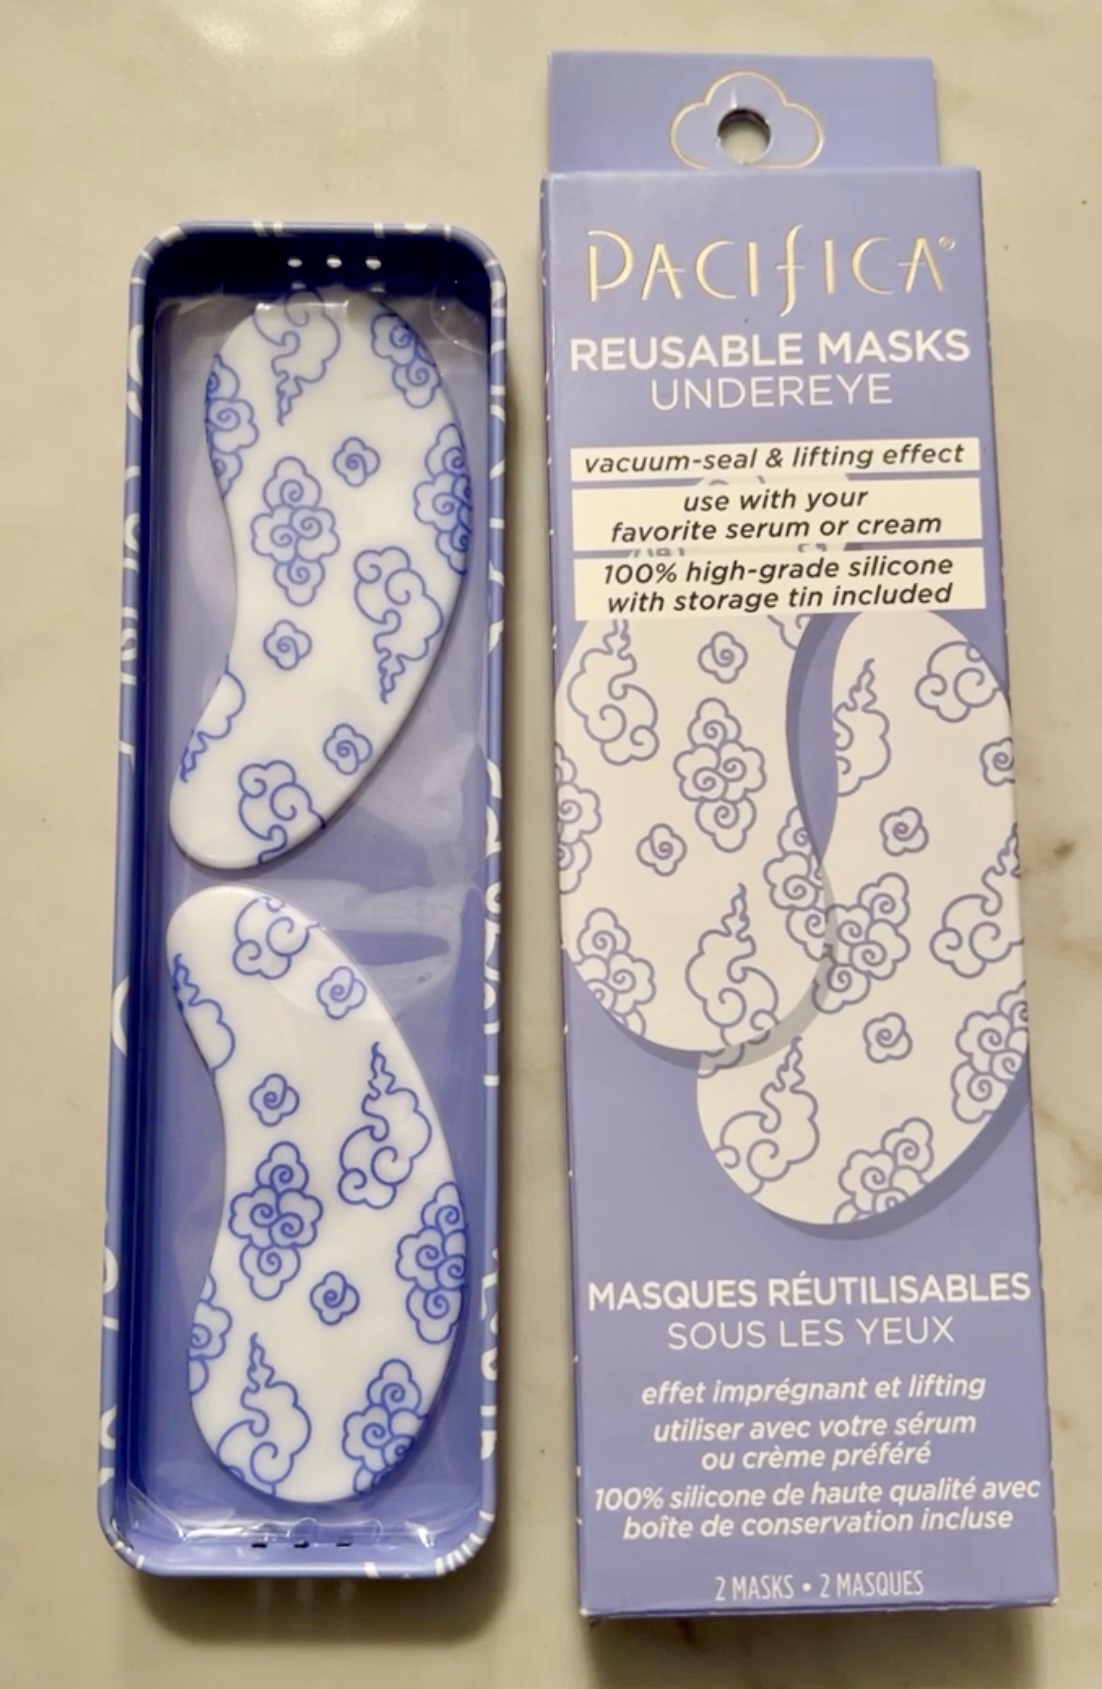 PACIFICA®
REUSABLE MASKS
UNDEREYE
vacuum-seal & lifting effect
use with your
favorite serum or cream
100% high-grade silicone
with storage tin included
MASQUES RÉUTILISABLES
SOUS LES YEUX
effet imprégnant et lifting
utiliser avec votre sérum
ou crème préféré
100% silicone de haute qualité avec
boîte de conservation incluse
2 MASKS • 2 MASQUES